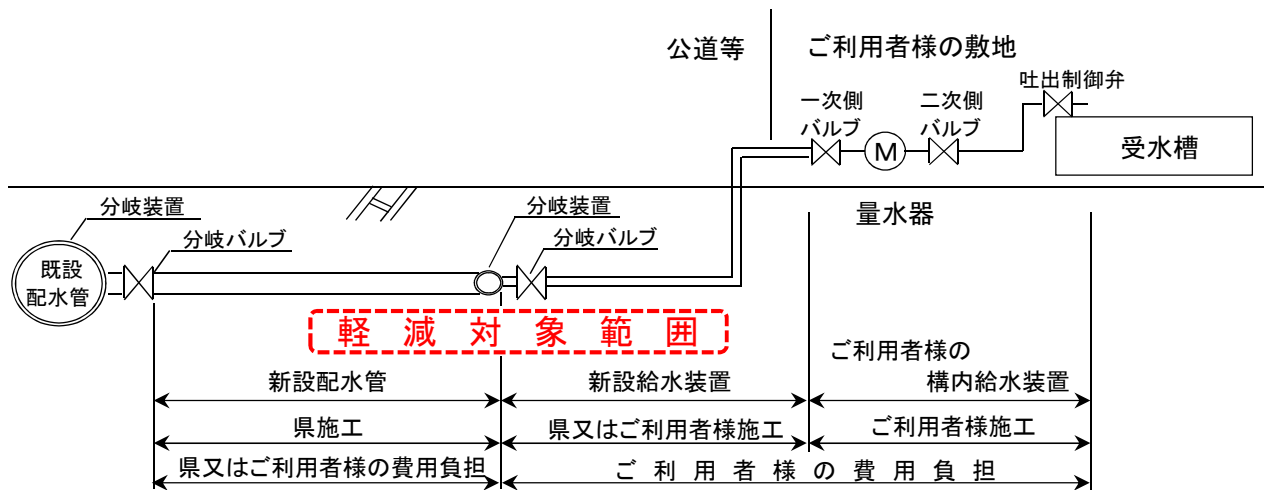 公道等
ご利用者様の敷地
吐出制御弁
一次側
バルブ
二次側
バルブ
M
受水槽
分岐装置
分岐装置
量水器
分岐バルブ
分岐バルブ
既設
配水管
軽減対象範囲
ご利用者様の
新設配水管
新設給水装置
構内給水装置
県施工
県又はご利用者様施工
ご利用者様施工
県又はご利用者様の費用負担
ご利用者様の費用負担